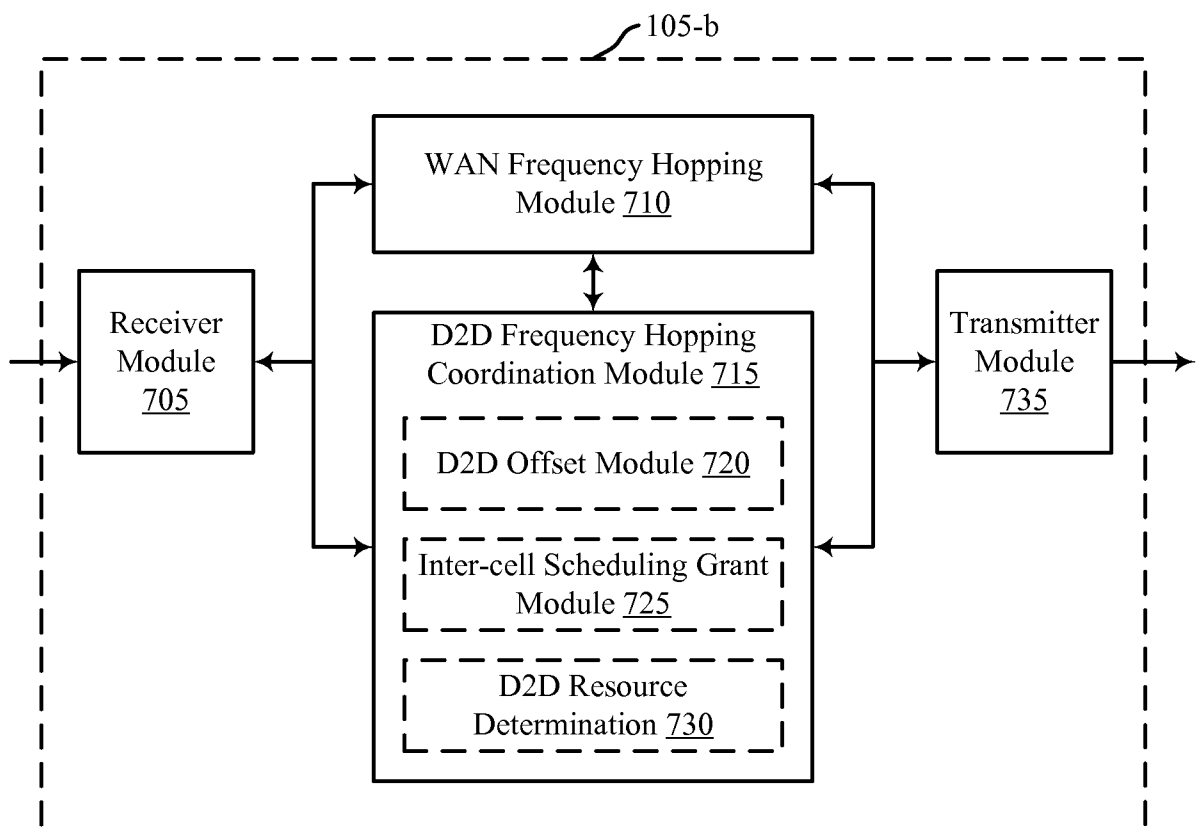 105-b
WAN Frequency Hopping
Module 710
Receiver
Module
705
D2D Frequency Hopping
Coordination Module 715
D2D Offset Module 720
Inter-cell Scheduling Grant
Module 725
D2D Resource
Determination 730
Transmitter
Module
735